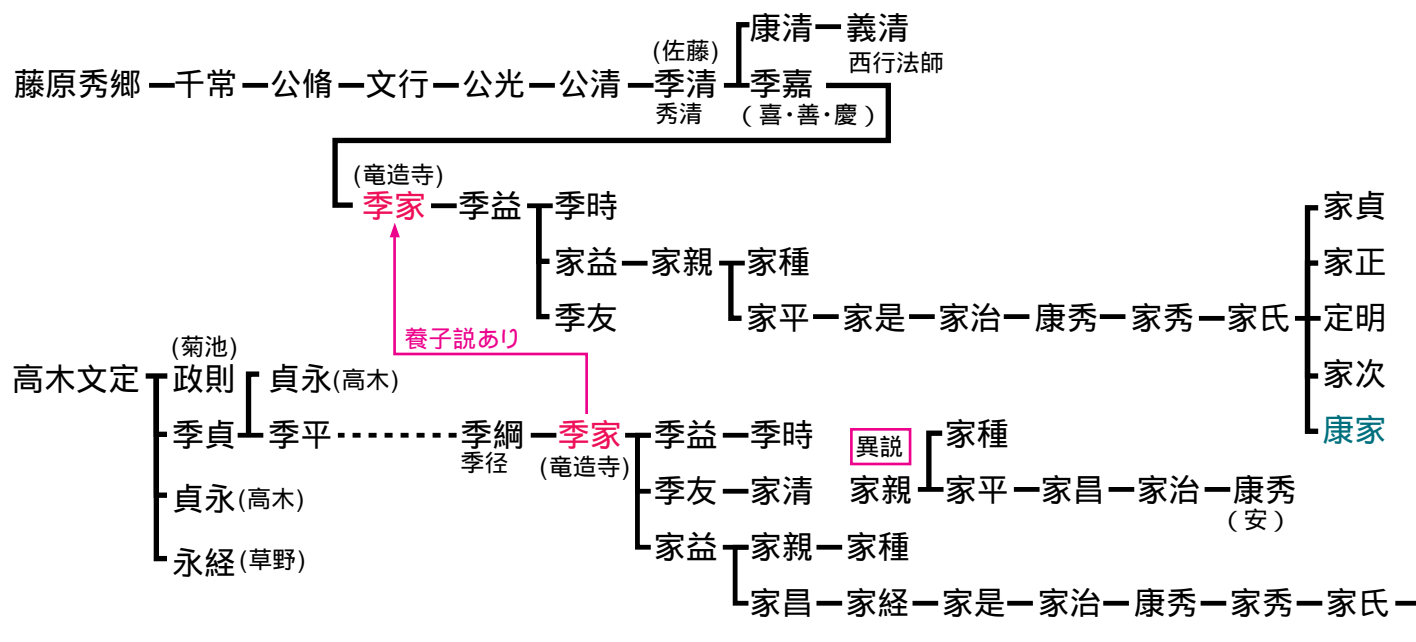 康清 義清
(佐藤) 西行法師
藤原秀郷 千常 公脩 文行 公光 公清 季清 季嘉
秀清 (喜・善・慶)
(竜造寺)
季家 季益 季時 家貞
家益 家親 家種 家正
季友 家平 家是 家治 康秀 家秀 家氏 定明
養子説あり
(菊池)
高木文定 政則 貞永(高木) 家次
季貞 季平 季綱 季家 季益 季時 異説 家種 康家
季径 (竜造寺)
貞永(高木) 季友 家清 家親 家平 家昌 家治 康秀
(安)
永経(草野) 家益 家親 家種
家昌 家経 家是 家治 康秀 家秀 家氏